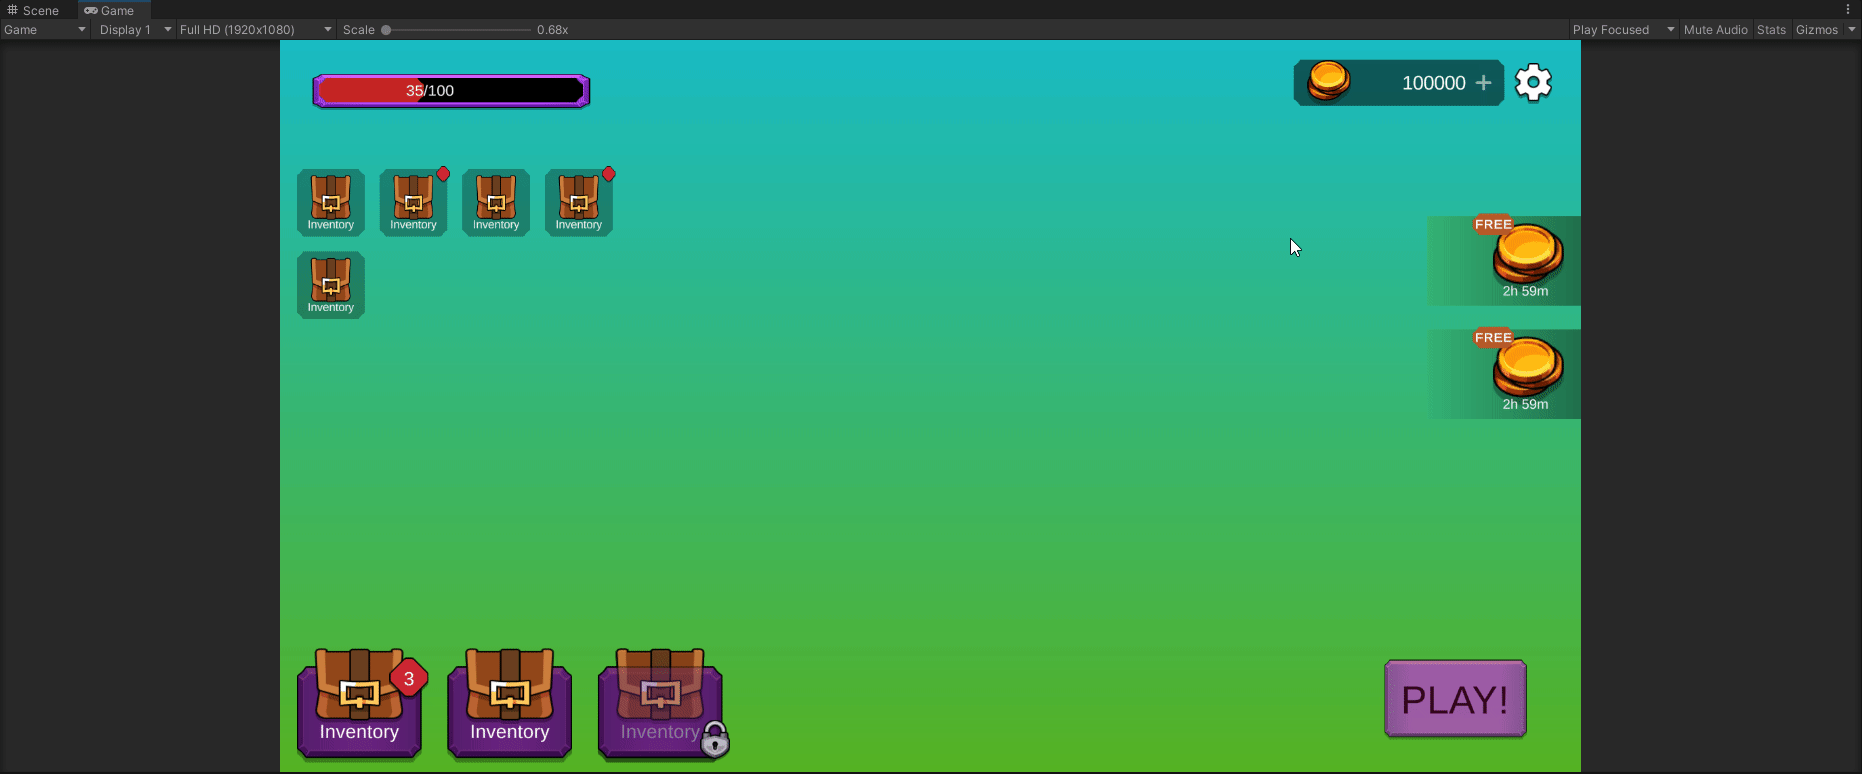 Scene
Game
Game Display 1 Full HD (1920x1080) Scale 0.68x Play Focused Mute Audio Stats Gizmos
35/100
100000 +
Inventory Inventory Inventory Inventory
Inventory
FREE
2h 59m
FREE
2h 59m
3
Inventory Inventory Inventory
PLAY!